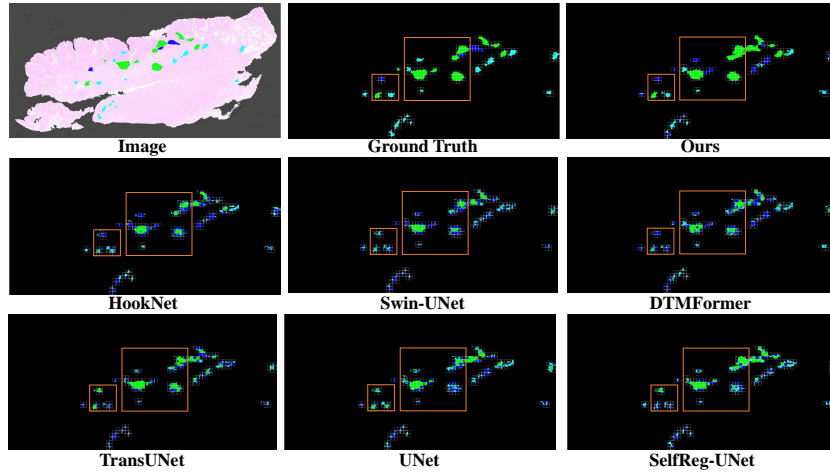 Image
Ground Truth
Ours
HookNet
Swin-UNet
DTMFormer
TransUNet
UNet
SelfReg-UNet